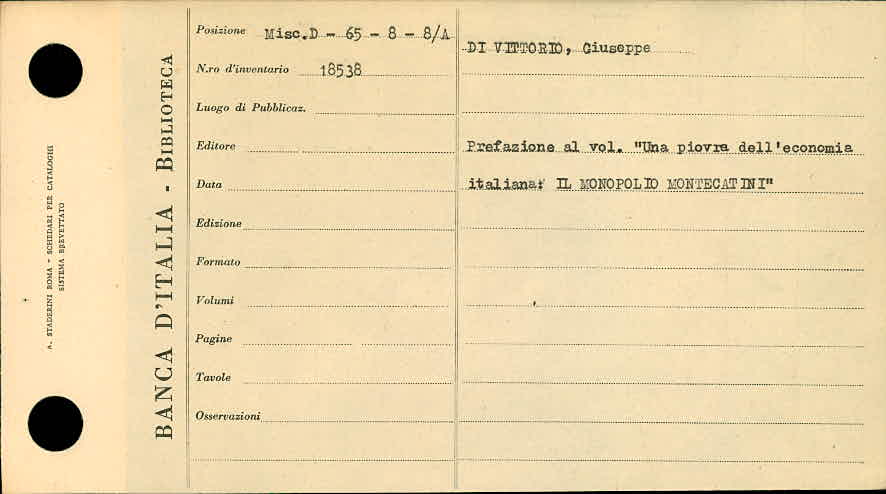 A. STADERINI ROMA - SCHEDARI PER CATALOGHI
SISTEMA BREVETTATO
BANCA D'ITALIA - BIBLIOTECA
Posizione Misc.D - 65 - 8 - 8/A
N.ro d'inventario 18538
Luogo di Pubblicaz.
Editore
Data
Edizione
Formato
Volumi
Pagine
Tavole
Osservazioni
DI VITTORIO, Giuseppe
Prefazione al vol. "Una piovra dell'economia
italiana: IL MONOPOLIO MONTECATINI"